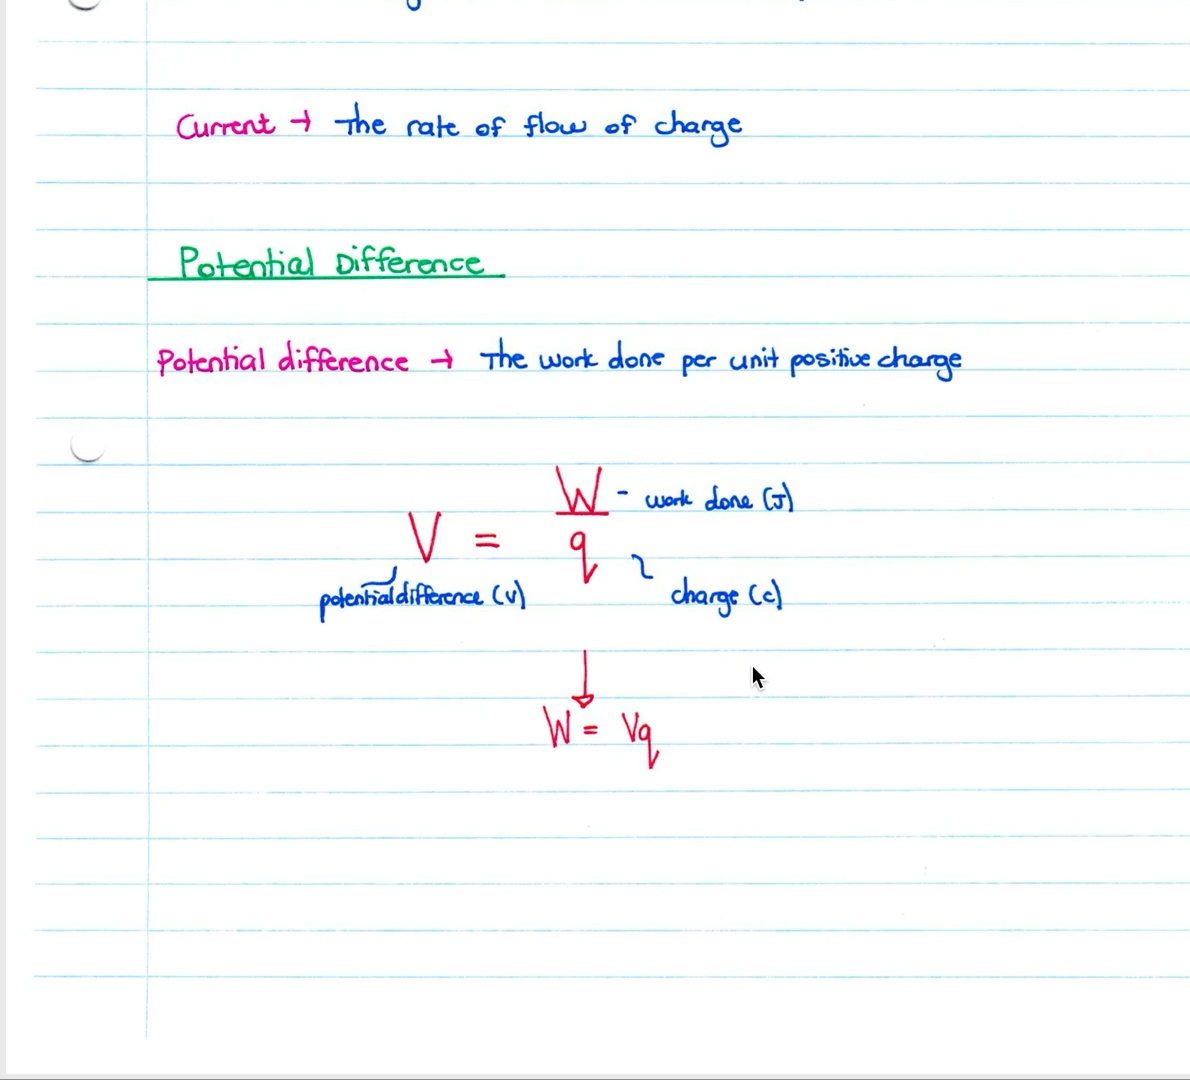 Current → The rate of flow of charge
Potential Difference
Potential difference → The work done per unit positive charge
W - work done (J)
V = q
potential difference (V) charge (c)
W = Vq